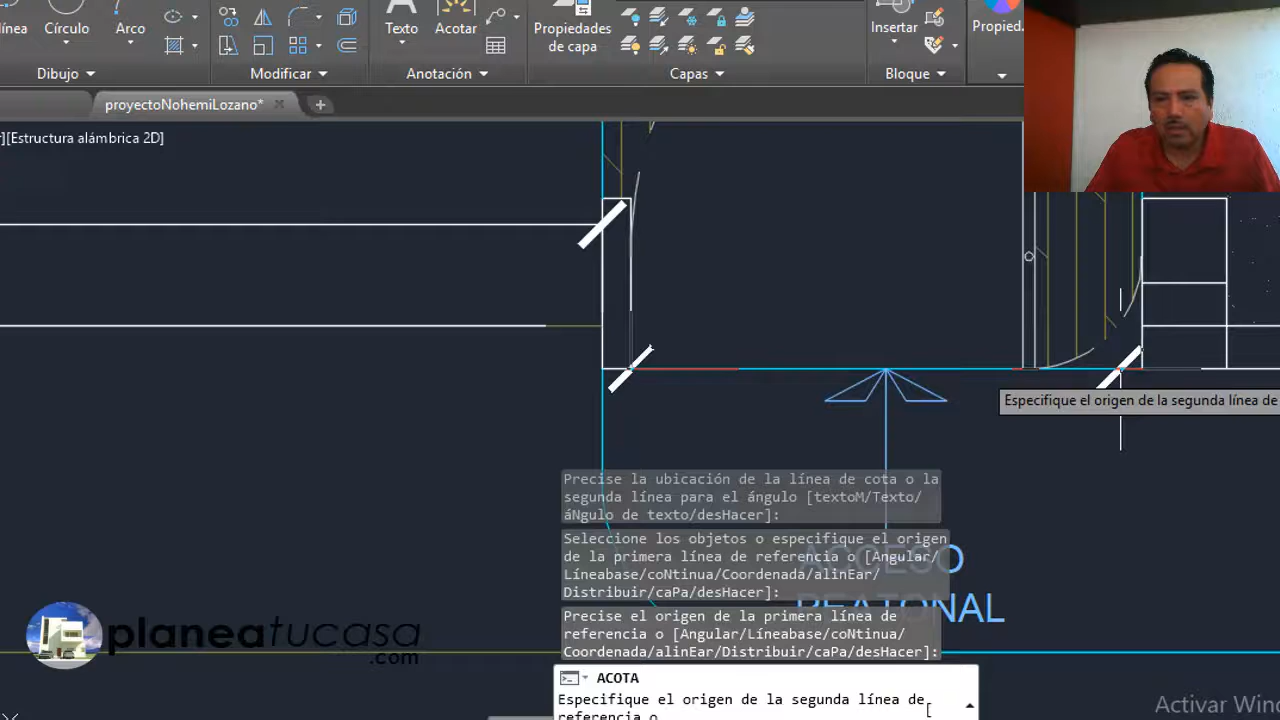 ínea
Círculo
Arco
Texto
Acotar
Propiedades
de capa
Insertar
Propied.
Dibujo
Modificar
Anotación
Capas
Bloque
proyectoNohemiLozano*
][Estructura alámbrica 2D]
Especifique el origen de la segunda línea de
Precise la ubicación de la línea de cota o la
segunda línea para el ángulo [textoM/Texto/
áNgulo de texto/desHacer]:
Seleccione los objetos o especifique el origen
de la primera línea de referencia o [Angular/
Líneabase/coNtinua/Coordenada/alinEar/
Distribuir/caPa/desHacer]:
Precise el origen de la primera línea de
referencia o [Angular/Líneabase/coNtinua/
Coordenada/alinEar/Distribuir/caPa/desHacer]:
ACCESO
PEATONAL
planeatucasa
.com
ACOTA
Especifique el origen de la segunda línea de
referencia o [
Activar Win